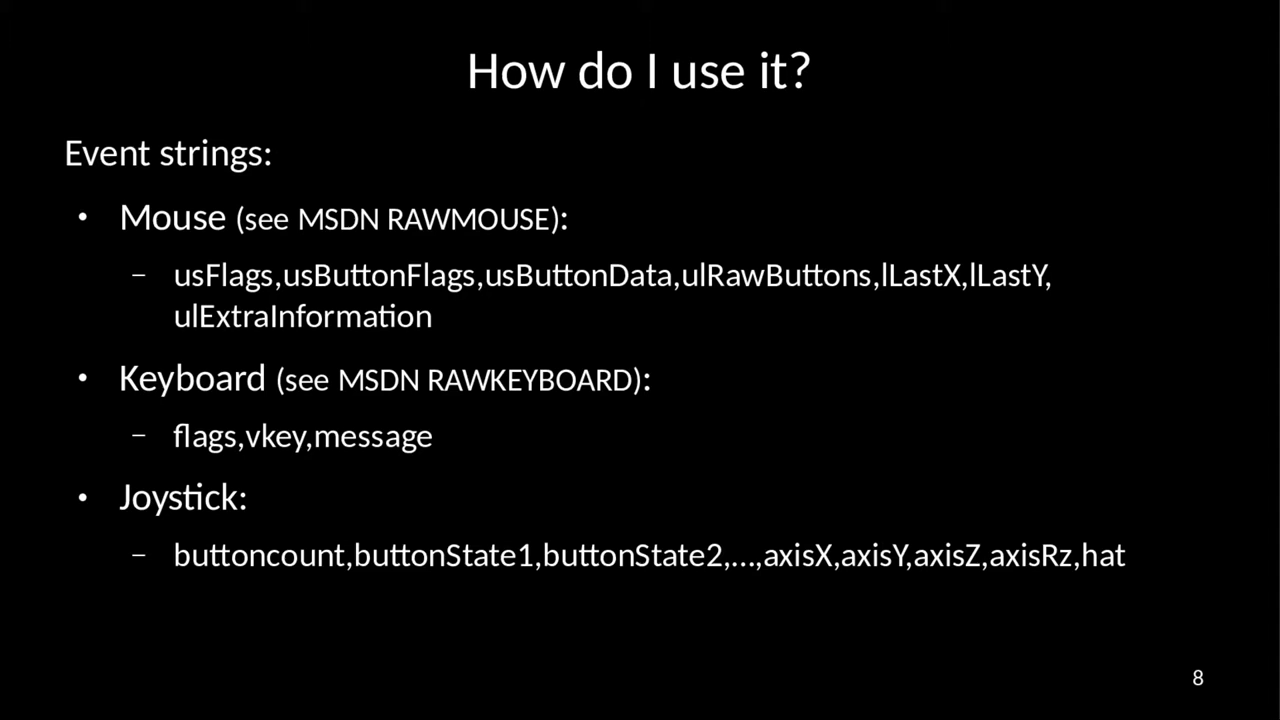 How do I use it?
Event strings:
• Mouse (see MSDN RAWMOUSE):
– usFlags,usButtonFlags,usButtonData,ulRawButtons,lLastX,lLastY,
ulExtraInformation
• Keyboard (see MSDN RAWKEYBOARD):
– flags,vkey,message
• Joystick:
– buttoncount,buttonState1,buttonState2,...,axisX,axisY,axisZ,axisRz,hat
8